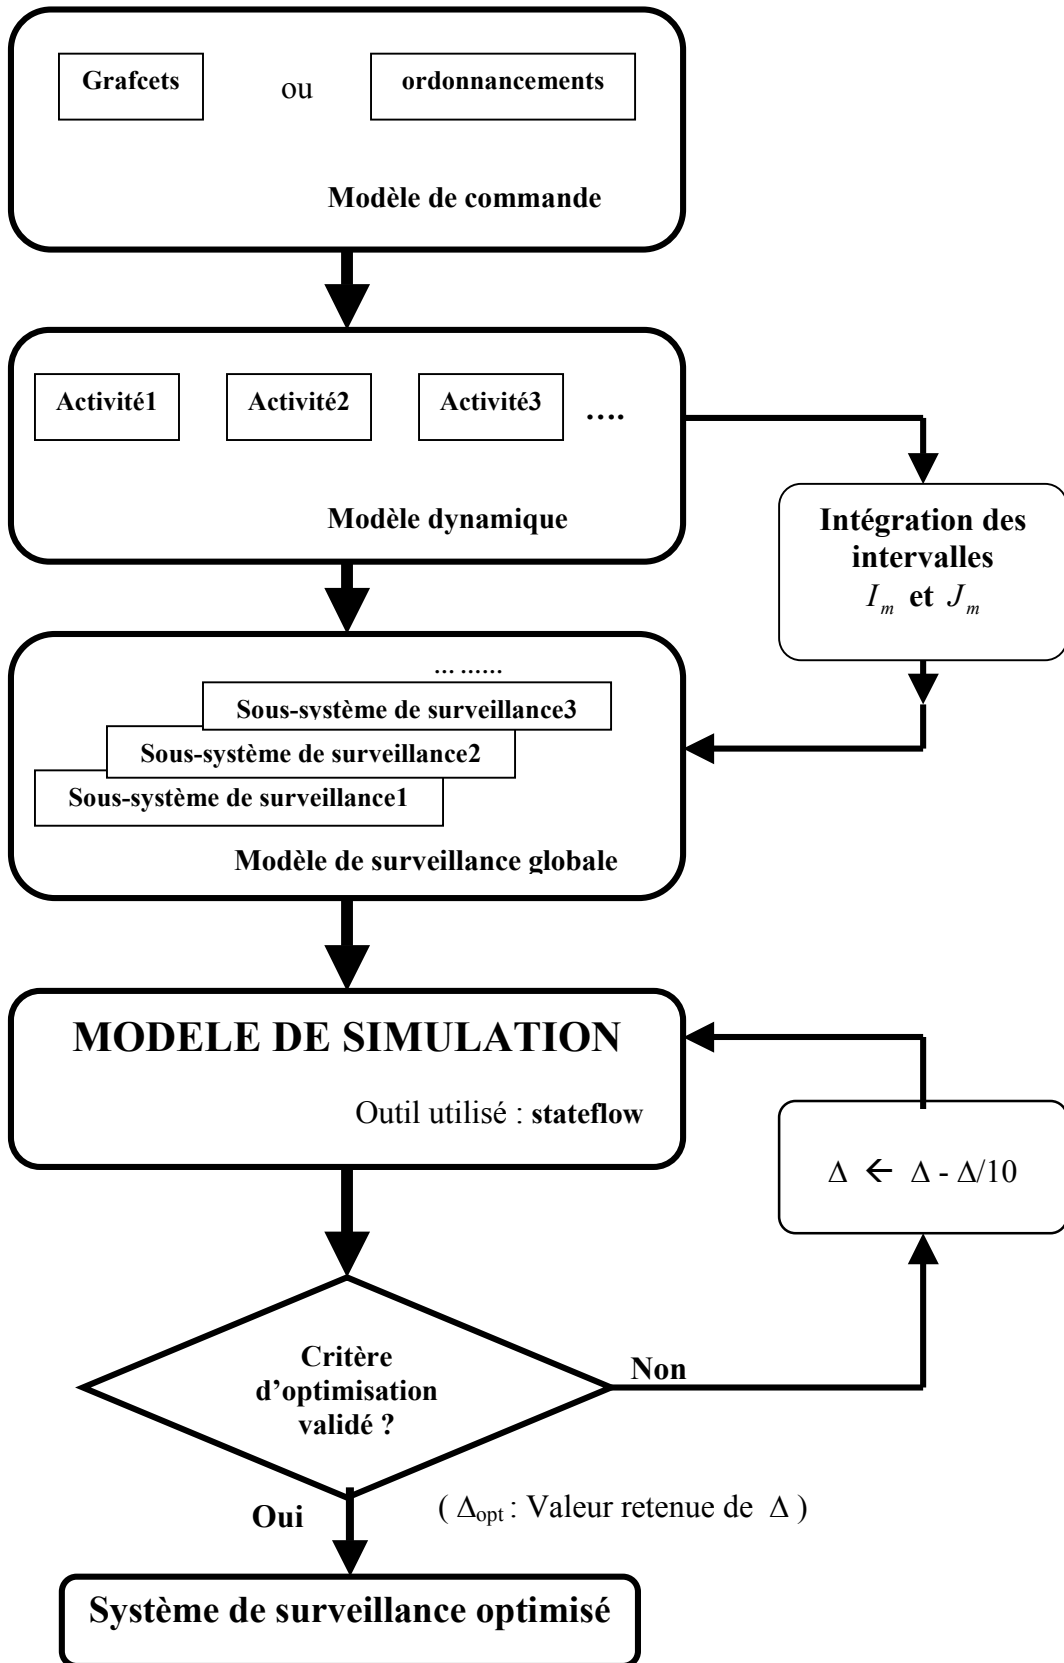 Grafcets ou ordonnancements
Modèle de commande
Activité1 Activité2 Activité3 ....
Modèle dynamique
Intégration des
intervalles
I_m et J_m
... ......
Sous-système de surveillance3
Sous-système de surveillance2
Sous-système de surveillance1
Modèle de surveillance globale
MODELE DE SIMULATION
Outil utilisé : stateflow
Δ ← Δ - Δ/10
Critère
d'optimisation
validé ?
Non
Oui
( Δopt : Valeur retenue de Δ )
Système de surveillance optimisé